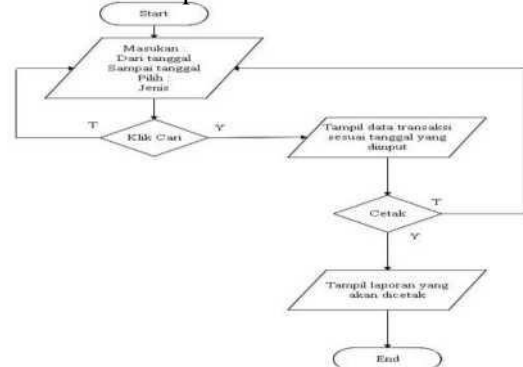 Start
Masukan
Dari tanggal
Sampai tanggal
Pilih :
Jenis
T
Klik Cari
Y
Tampil data transaksi
sesuai tanggal yang
diinput
Cetak
T
Y
Tampil laporan yang
akan dicetak
End